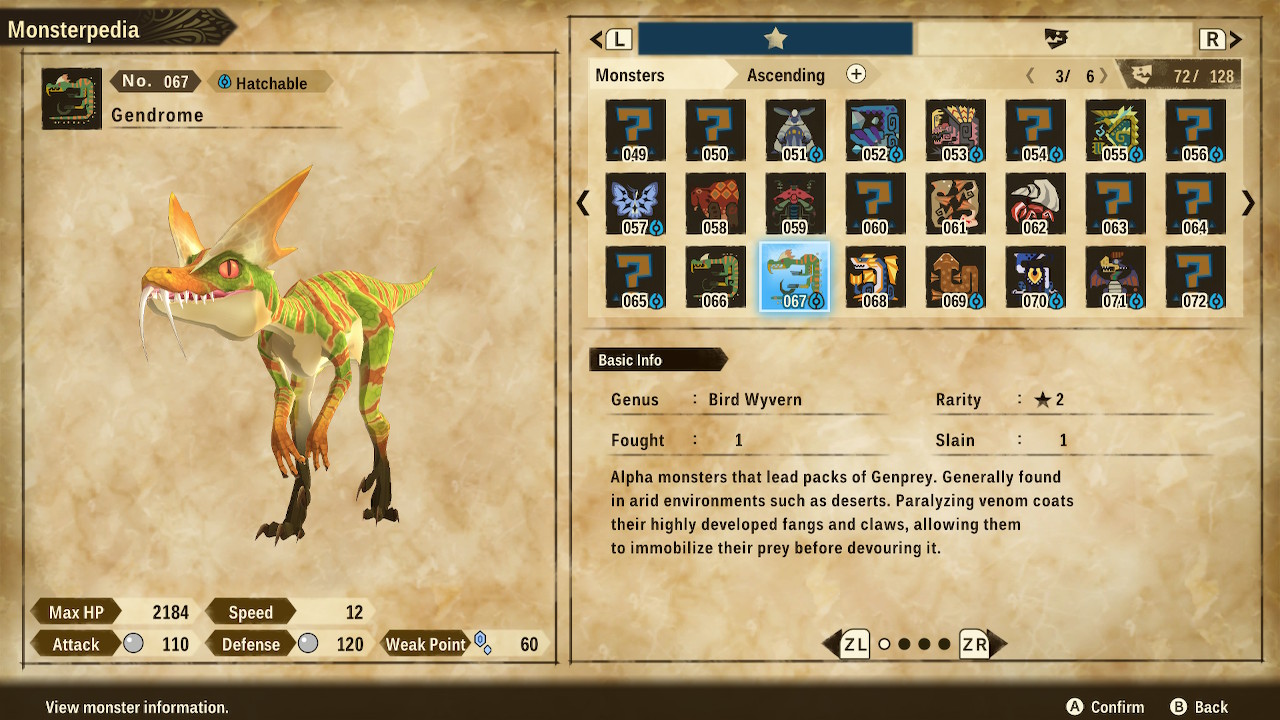 Monsterpedia
No. 067
Hatchable
Gendrome
Max HP 2184
Speed 12
Attack 110
Defense 120
Weak Point 60
L
R
Monsters
Ascending
3/ 6
72/ 128
049 050 051 052 053 054 055 056
057 058 059 060 061 062 063 064
065 066 067 068 069 070 071 072
Basic Info
Genus : Bird Wyvern
Rarity : ★ 2
Fought : 1
Slain : 1
Alpha monsters that lead packs of Genprey. Generally found
in arid environments such as deserts. Paralyzing venom coats
their highly developed fangs and claws, allowing them
to immobilize their prey before devouring it.
ZL ZR
View monster information.
A Confirm
B Back